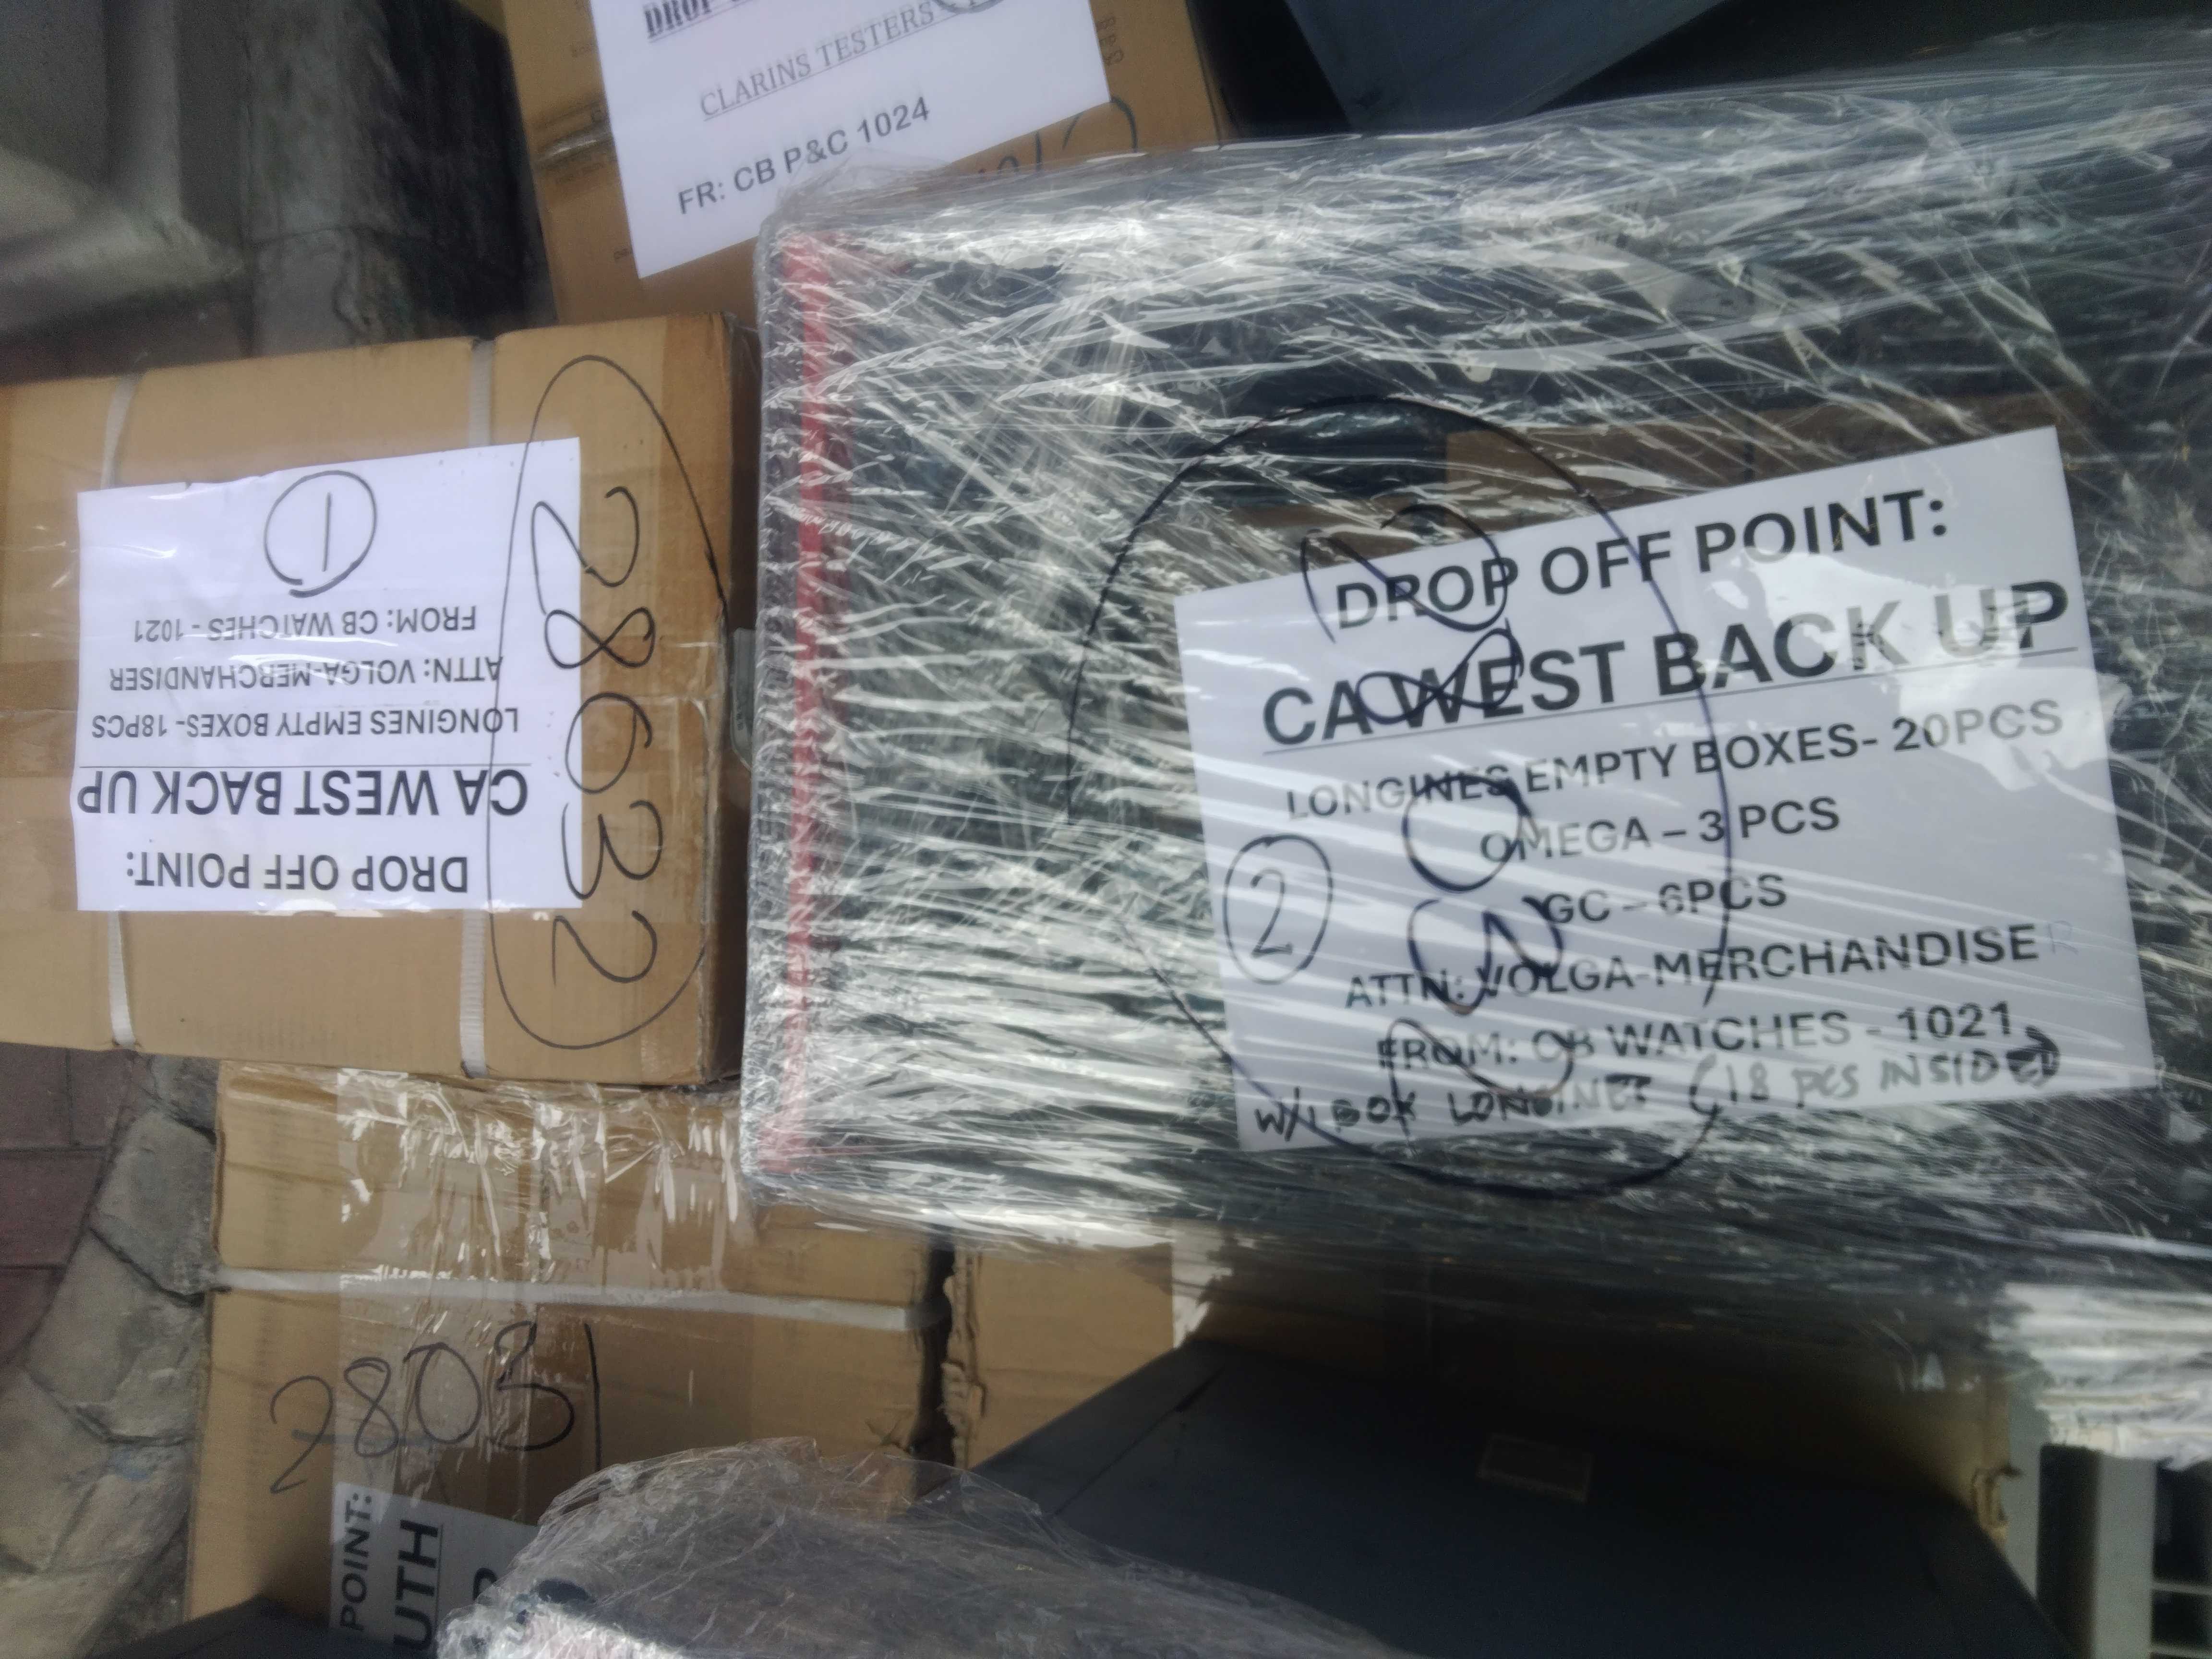 CLARINS TESTERS
FR: CB P&C 1024
DROP OFF POINT:
CA WEST BACK UP
LONGINES EMPTY BOXES-18PCS
ATTN: VOLGA-MERCHANDISER
FROM: CB WATCHES - 1021
1
28632
DROP OFF POINT:
CA WEST BACK UP
LONGINES EMPTY BOXES- 20PCS
OMEGA – 3 PCS
GC – 6PCS
ATTN: VOLGA-MERCHANDISER
FROM: CB WATCHES - 1021
W/1 BOX (18 PCS INSIDE)
2
28632
POINT:
UTH